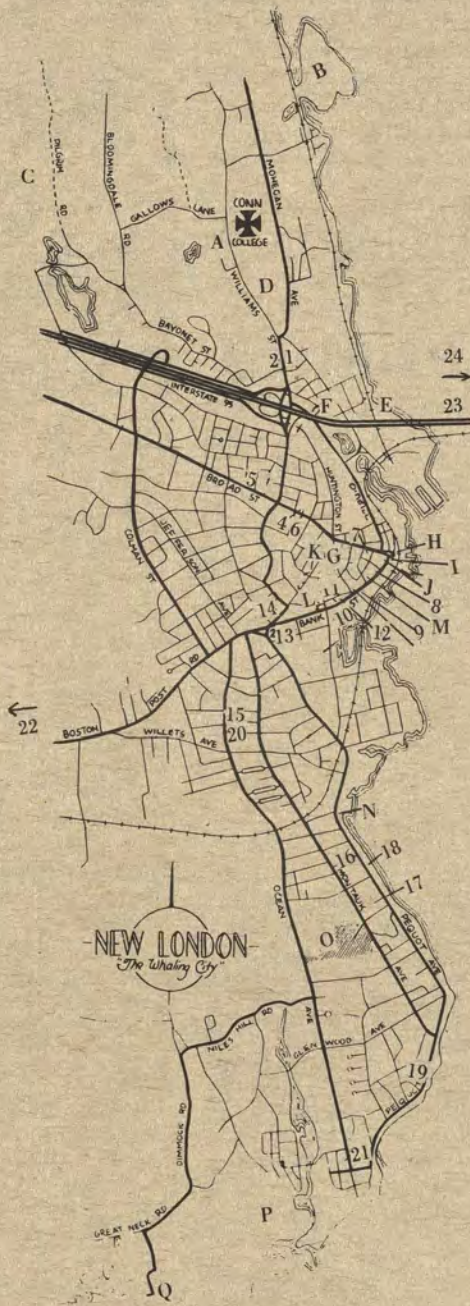 B
C
PILGRIM RD
BLOOMINGDALE RD
GALLOWS LANE
CONN
COLLEGE
MOHEGAN AVE
A
WILLIAMS ST
D
BAYONET ST
2 1
24
INTERSTATE 95
F
E
23
5
BROAD ST
HUNTINGTON ST
4,6
7
H
COLMAN ST
JEFFERSON AVE
K G
I
J
14
L 11
BANK ST
10
8
M
13
12
9
22
BOSTON POST RD
WILLETS AVE
15
20
N
16
18
MONTAUK AVE
17
NEW LONDON
"The Whaling City"
OCEAN AVE
O
PEQUOT AVE
NILES HILL RD
GLENWOOD AVE
19
DIMMOCK RD
21
P
GREAT NECK RD
Q